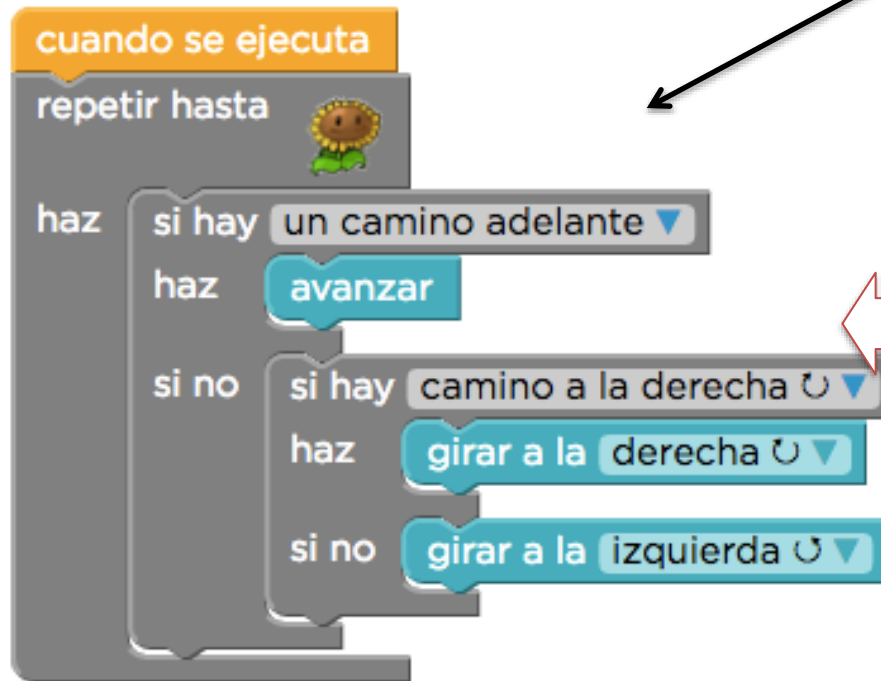 cuando se ejecuta
repetir hasta
haz si hay un camino adelante
haz avanzar
si no si hay camino a la derecha ↻
haz girar a la derecha ↻
si no girar a la izquierda ↺